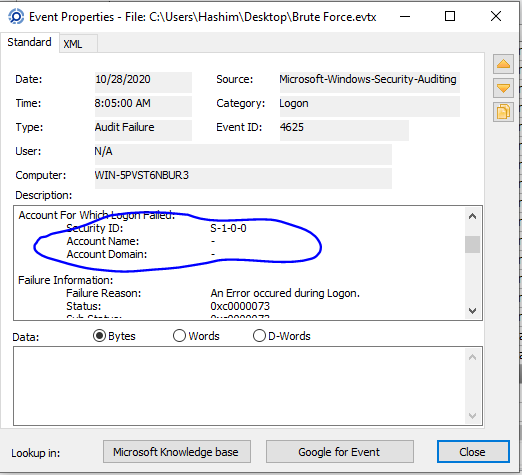 Event Properties - File: C:\Users\Hashim\Desktop\Brute Force.evtx
Standard XML
Date: 10/28/2020 Source: Microsoft-Windows-Security-Auditing
Time: 8:05:00 AM Category: Logon
Type: Audit Failure Event ID: 4625
User: N/A
Computer: WIN-5PVST6NBUR3
Description:
Account For Which Logon Failed:
Security ID: S-1-0-0
Account Name: -
Account Domain: -
Failure Information:
Failure Reason: An Error occured during Logon.
Status: 0xc0000073
Sub Status: 0xc0000073
Data: Bytes Words D-Words
Lookup in: Microsoft Knowledge base Google for Event Close